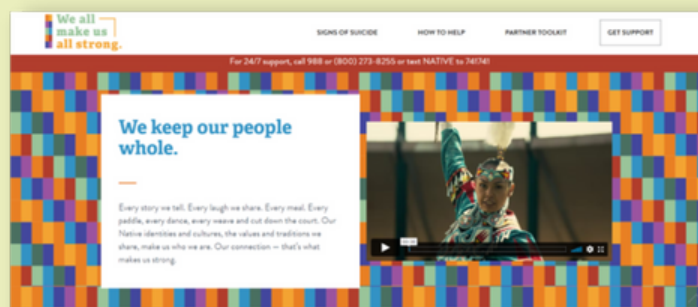 We all
make us
all strong.
SIGNS OF SUICIDE HOW TO HELP PARTNER TOOLKIT GET SUPPORT
For 24/7 support, call 988 or (800) 273-8255 or text NATIVE to 741741
We keep our people
whole.
Every story we tell. Every laugh we share. Every meal. Every
paddle, every dance, every weave and cut down the court. Our
Native identities and cultures, the values and traditions we
share, make us who we are. Our connection — that's what
makes us strong.